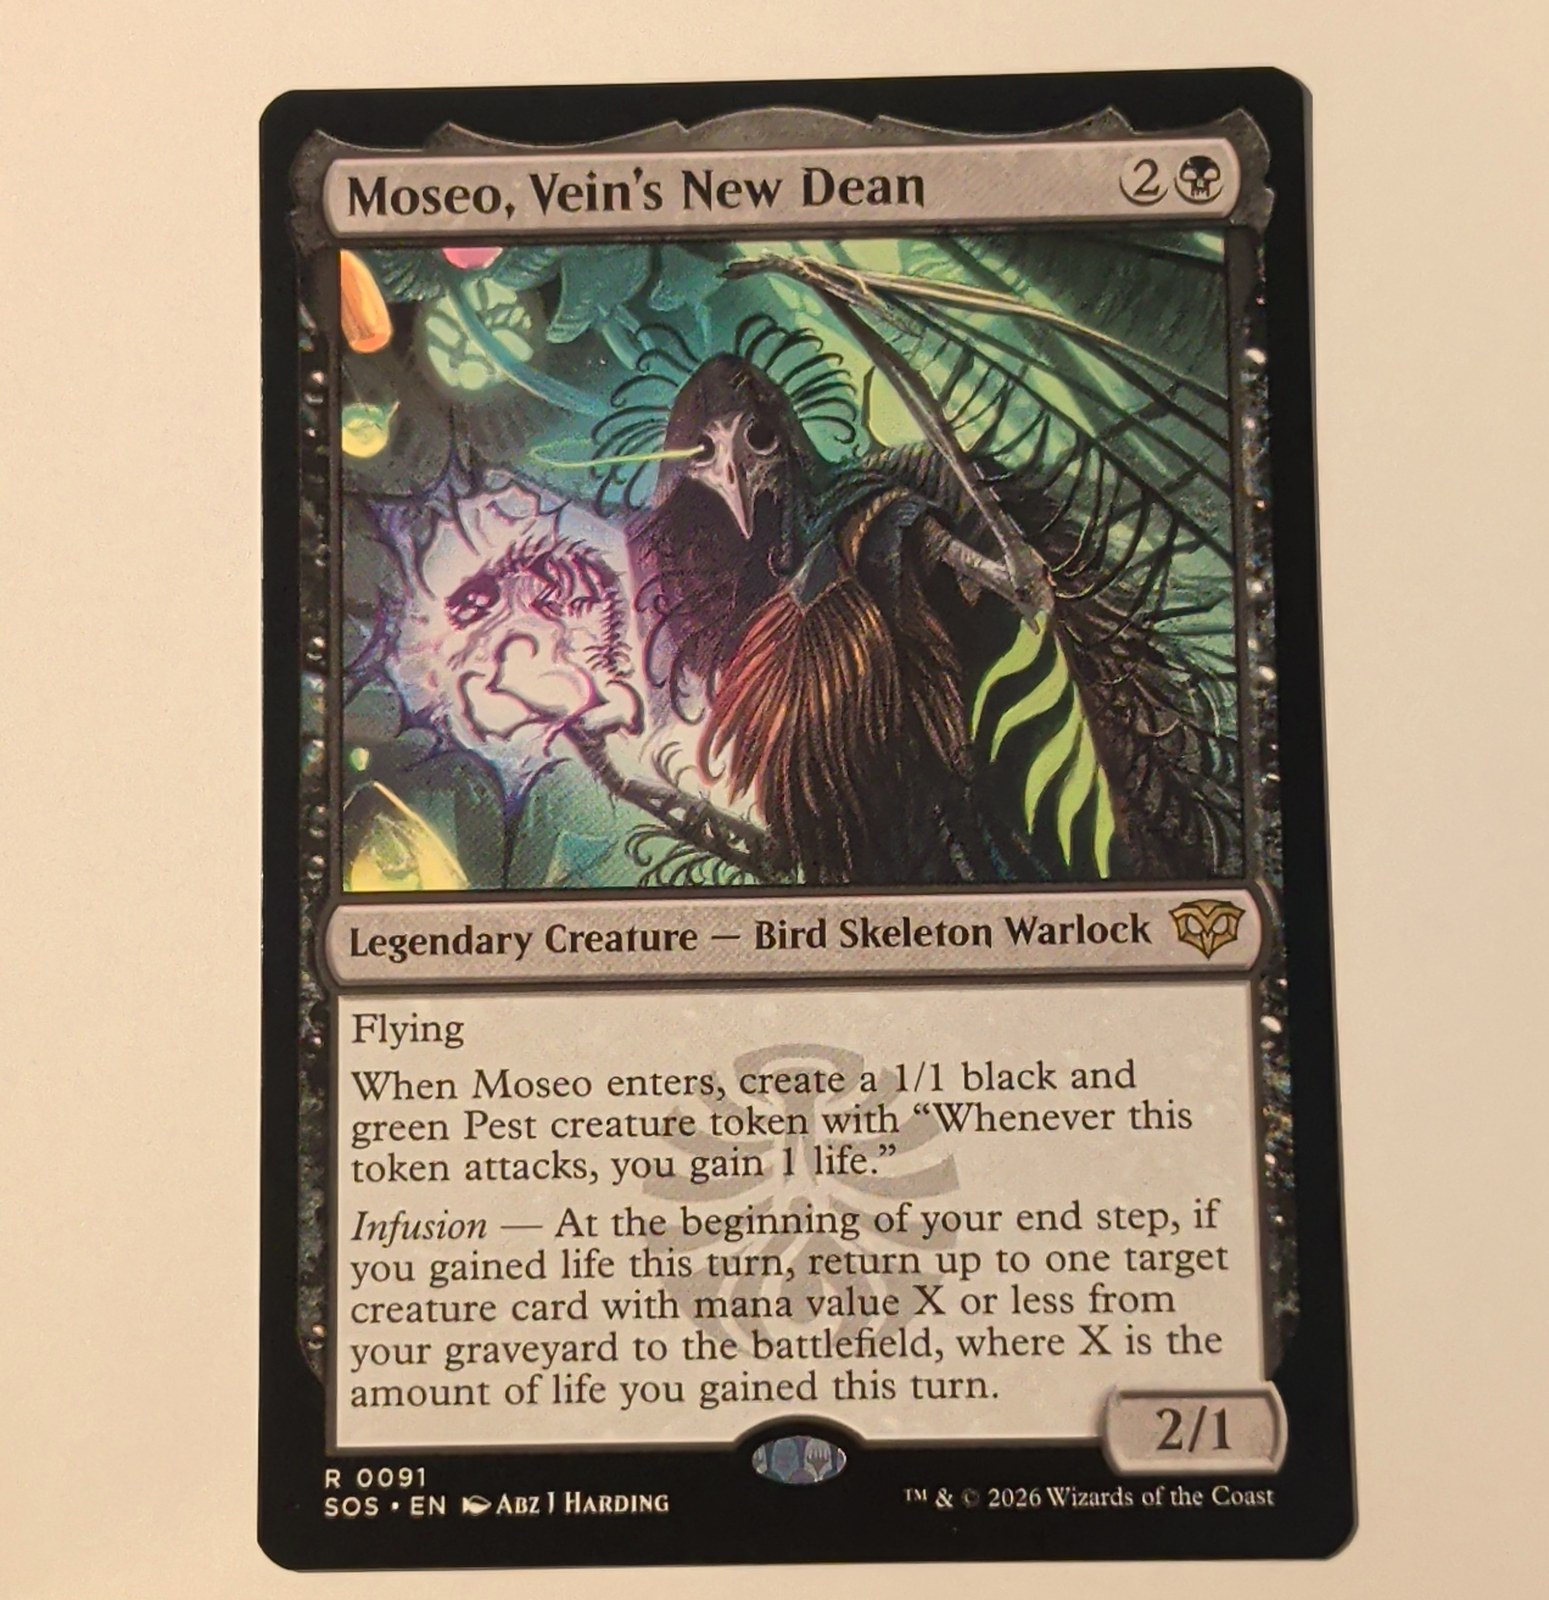 Moseo, Vein's New Dean 2
Legendary Creature — Bird Skeleton Warlock
Flying
When Moseo enters, create a 1/1 black and
green Pest creature token with “Whenever this
token attacks, you gain 1 life.”
Infusion — At the beginning of your end step, if
you gained life this turn, return up to one target
creature card with mana value X or less from
your graveyard to the battlefield, where X is the
amount of life you gained this turn.
2/1
R 0091
SOS • EN Abz J Harding
™ & © 2026 Wizards of the Coast